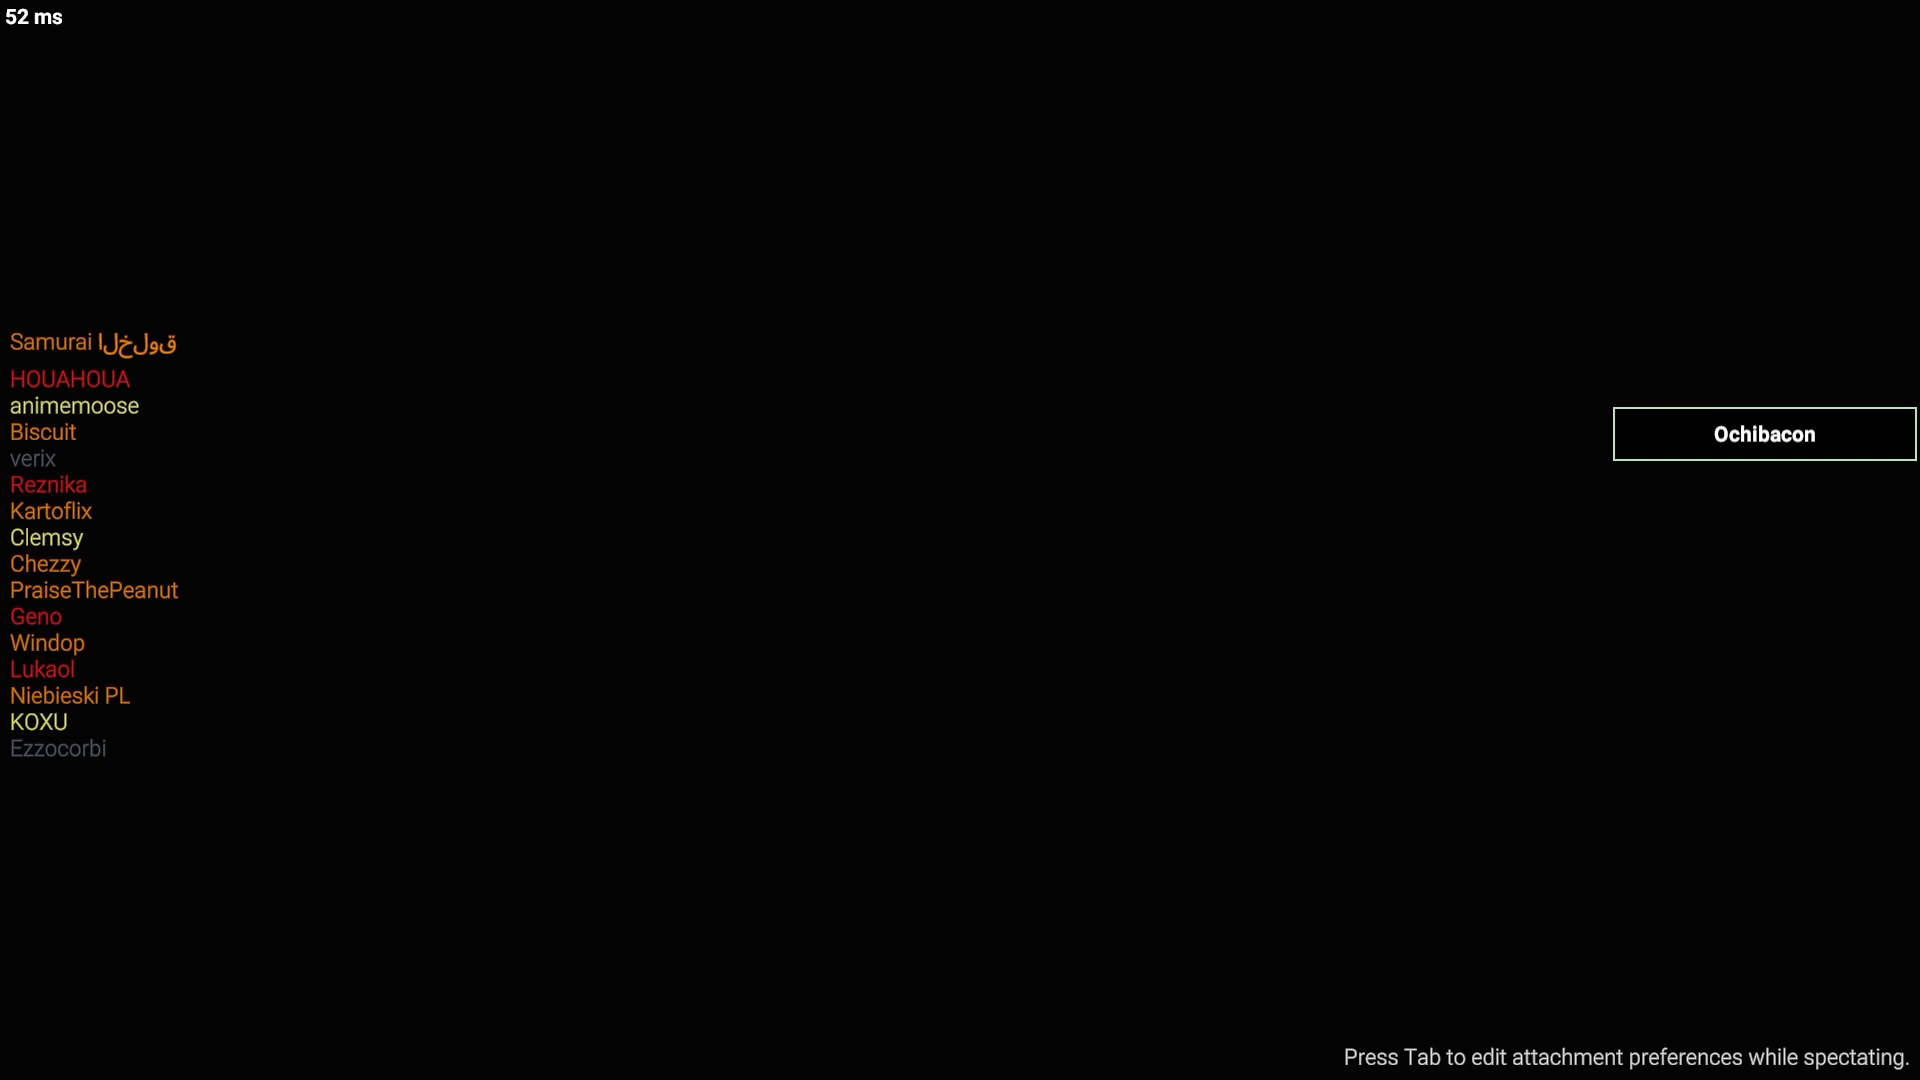 52 ms
Samurai قولخلا
HOUAHOUA
animemoose
Biscuit
verix
Reznika
Kartoflix
Clemsy
Chezzy
PraiseThePeanut
Geno
Windop
Lukaol
Niebieski PL
KOXU
Ezzocorbi
Ochibacon
Press Tab to edit attachment preferences while spectating.